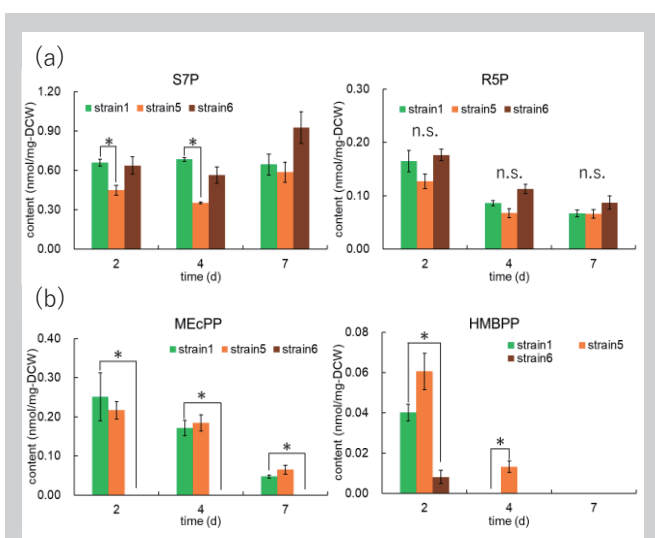 (a)
S7P
content (nmol/mg-DCW)
1.20
0.90
0.60
0.30
0.00
strain1 strain5 strain6
*
*
2 4 7
time (d)
R5P
content (nmol/mg-DCW)
0.30
0.20
0.10
0.00
strain1 strain5 strain6
n.s.
n.s.
n.s.
2 4 7
time (d)
(b)
MEcPP
content (nmol/mg-DCW)
0.40
0.30
0.20
0.10
0.00
strain1 strain5 strain6
*
*
*
2 4 7
time (d)
HMBPP
content (nmol/mg-DCW)
0.08
0.06
0.04
0.02
0.00
strain1 strain5
strain6
*
*
2 4 7
time (d)